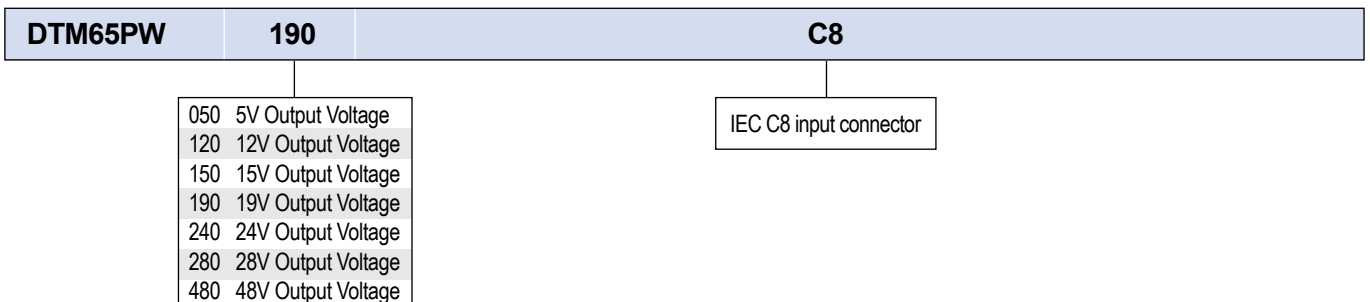 DTM65PW 190 C8
050 5V Output Voltage
120 12V Output Voltage
150 15V Output Voltage
190 19V Output Voltage
240 24V Output Voltage
280 28V Output Voltage
480 48V Output Voltage
IEC C8 input connector